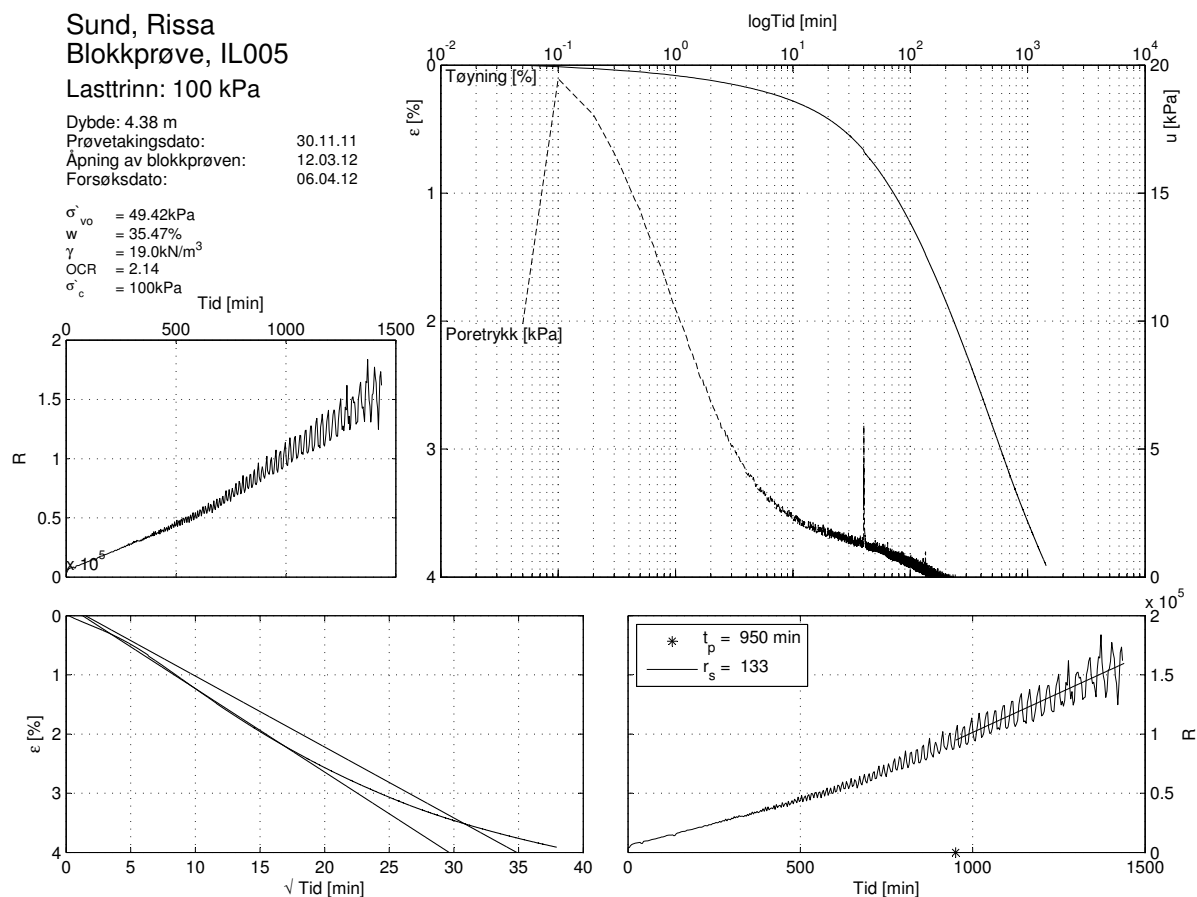 Sund, Rissa
Blokkprøve, IL005
Lasttrinn: 100 kPa
Dybde: 4.38 m
Prøvetakingsdato: 30.11.11
Åpning av blokkprøven: 12.03.12
Forsøksdato: 06.04.12
σ`vo = 49.42kPa
w = 35.47%
γ = 19.0kN/m³
OCR = 2.14
σ`c = 100kPa
Tid [min]
0 500 1000 1500
2
1.5
1
0.5
0
R
x 10⁵
logTid [min]
10⁻² 10⁻¹ 10⁰ 10¹ 10² 10³ 10⁴
Tøyning [%]
Poretrykk [kPa]
ε [%]
0
1
2
3
4
u [kPa]
20
15
10
5
0
0
1
2
3
4
ε [%]
0 5 10 15 20 25 30 35 40
√ Tid [min]
x 10⁵
tp = 950 min
rs = 133
2
1.5
1
0.5
0
R
0 500 1000 1500
Tid [min]